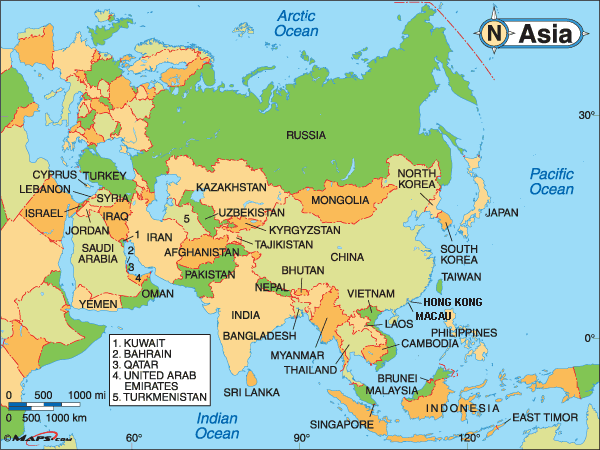 Arctic
Ocean
N Asia
30°
RUSSIA
Pacific
Ocean
CYPRUS
TURKEY
LEBANON
SYRIA
ISRAEL
IRAQ
JORDAN
SAUDI
ARABIA
YEMEN
OMAN
1
2
3
4
5
IRAN
KAZAKHSTAN
UZBEKISTAN
KYRGYZSTAN
TAJIKISTAN
AFGHANISTAN
PAKISTAN
MONGOLIA
NORTH
KOREA
JAPAN
SOUTH
KOREA
CHINA
TAIWAN
NEPAL
BHUTAN
INDIA
BANGLADESH
MYANMAR
THAILAND
VIETNAM
LAOS
CAMBODIA
HONG KONG
MACAU
PHILIPPINES
0°
SRI LANKA
BRUNEI
MALAYSIA
SINGAPORE
INDONESIA
EAST TIMOR
1. KUWAIT
2. BAHRAIN
3. QATAR
4. UNITED ARAB
EMIRATES
5. TURKMENISTAN
0 500 1000 mi
0 500 1000 km
Indian
Ocean
MAPS.COM
60°
90°
120°